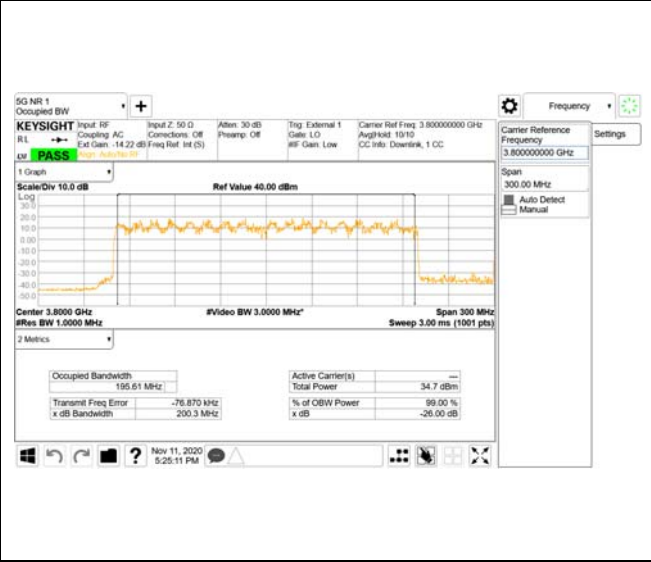 5G NR 1
Occupied BW
+
Frequency
KEYSIGHT Input: RF Input Z: 50 Ω Atten: 30 dB Trig: External 1 Carrier Ref Freq: 3.800000000 GHz
RL Coupling: AC Corrections: Off Preamp: Off Gate: LO Avg|Hold: 10/10
Ext Gain: -14.22 dB Freq Ref: Int (S) #IF Gain: Low CC Info: Downlink, 1 CC
PASS Align: Auto/No RF
Carrier Reference
Frequency
3.800000000 GHz
Settings
Span
300.00 MHz
Auto Detect
Manual
1 Graph
Scale/Div 10.0 dB Ref Value 40.00 dBm
Log
30.0
20.0
10.0
0.00
-10.0
-20.0
-30.0
-40.0
-50.0
Center 3.8000 GHz #Video BW 3.0000 MHz* Span 300 MHz
#Res BW 1.0000 MHz Sweep 3.00 ms (1001 pts)
2 Metrics
Occupied Bandwidth Active Carrier(s) —
195.61 MHz Total Power 34.7 dBm
Transmit Freq Error -76.870 kHz % of OBW Power 99.00 %
x dB Bandwidth 200.3 MHz x dB -26.00 dB
? Nov 11, 2020
5:25:11 PM